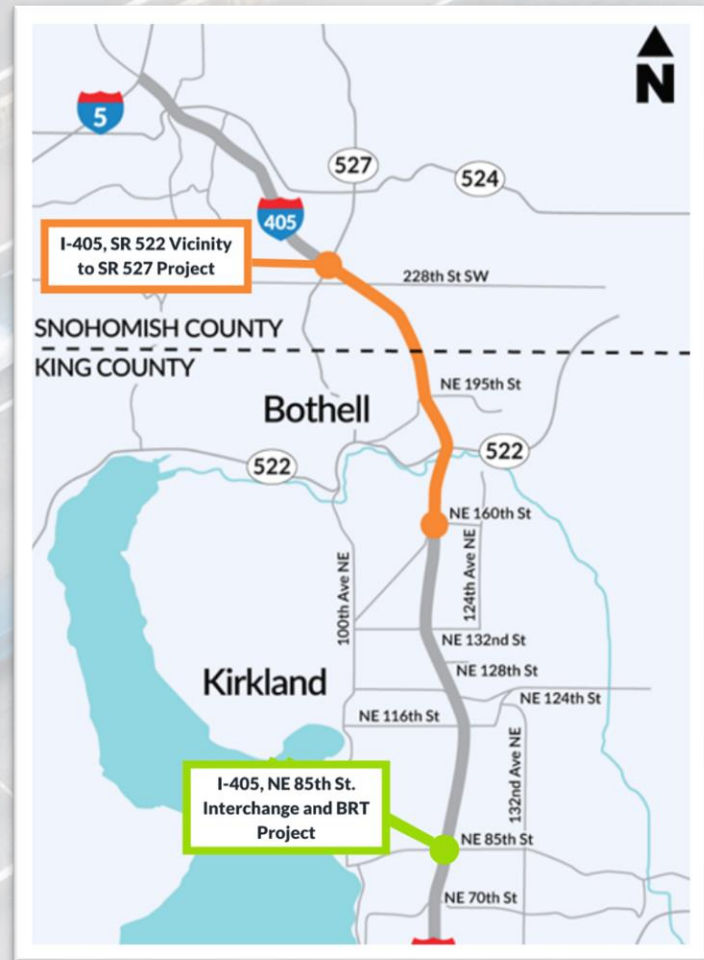 N
5
527
524
405
I-405, SR 522 Vicinity
to SR 527 Project
228th St SW
SNOHOMISH COUNTY
KING COUNTY
NE 195th St
Bothell
522
522
NE 160th St
100th Ave NE
124th Ave NE
NE 132nd St
NE 128th St
Kirkland
NE 124th St
NE 116th St
132nd Ave NE
I-405, NE 85th St.
Interchange and BRT
Project
NE 85th St
NE 70th St